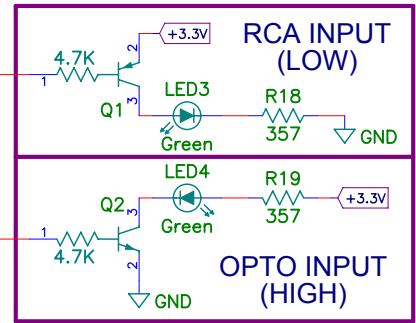 +3.3V
RCA INPUT
(LOW)
4.7K
2
1
3
Q1
LED3
Green
R18
357
GND
LED4
Q2
3
Green
R19
357
+3.3V
1
4.7K
2
GND
OPTO INPUT
(HIGH)